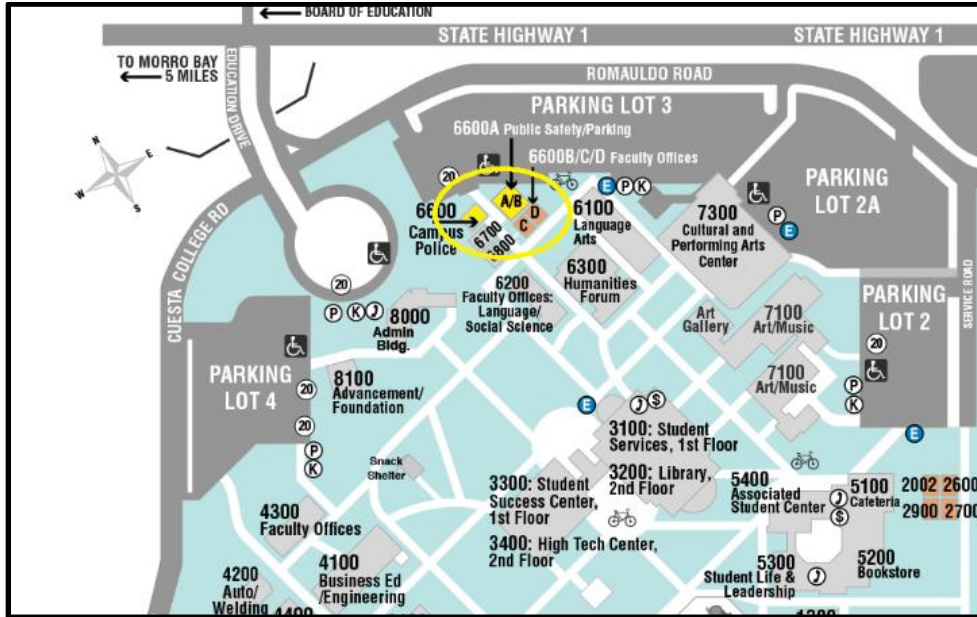 BOARD OF EDUCATION
STATE HIGHWAY 1
STATE HIGHWAY 1
TO MORRO BAY
5 MILES
EDUCATION DRIVE
ROMAULDO ROAD
PARKING LOT 3
6600A Public Safety/Parking
6600B/C/D Faculty Offices
N
E
W
S
20
A/B
D
C
E
P
K
6600
Campus
Police
6700
6800
6100
Language
Arts
7300
Cultural and
Performing Arts
Center
P
E
PARKING
LOT 2A
CUESTA COLLEGE RD
6300
Humanities
Forum
6200
Faculty Offices:
Language/
Social Science
20
P
K
J
8000
Admin
Bldg.
Art
Gallery
7100
Art/Music
7100
Art/Music
PARKING
LOT 2
20
P
K
SERVICE ROAD
PARKING
LOT 4
20
20
P
K
8100
Advancement/
Foundation
E
J
$
E
3100: Student
Services, 1st Floor
3200: Library,
2nd Floor
Snack
Shelter
3300: Student
Success Center,
1st Floor
3400: High Tech Center,
2nd Floor
5400
Associated
Student Center
J
$
5100
Cafeteria
2002 2600
2900 2700
4300
Faculty Offices
4100
Business Ed
/Engineering
4200
Auto/
Welding
5300
Student Life &
Leadership
J
5200
Bookstore